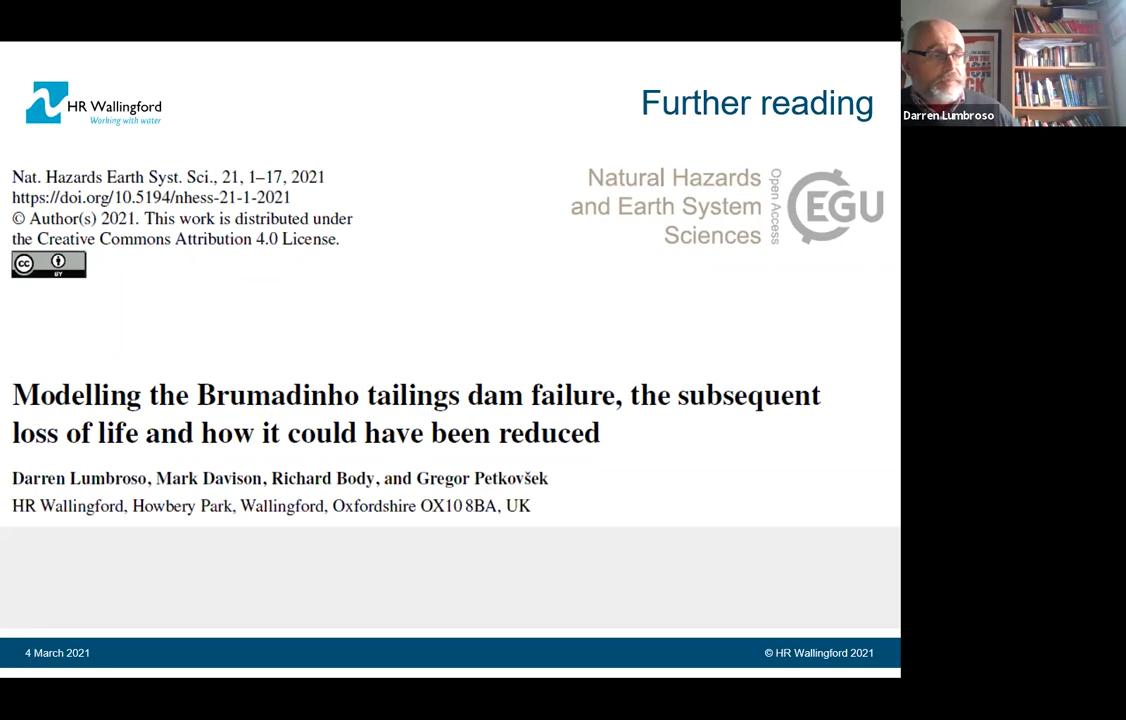 HR Wallingford
Working with water
Further reading
Darren Lumbroso
Nat. Hazards Earth Syst. Sci., 21, 1–17, 2021
https://doi.org/10.5194/nhess-21-1-2021
© Author(s) 2021. This work is distributed under
the Creative Commons Attribution 4.0 License.
cc
BY
Natural Hazards
and Earth System
Sciences
Open Access
EGU
Modelling the Brumadinho tailings dam failure, the subsequent
loss of life and how it could have been reduced
Darren Lumbroso, Mark Davison, Richard Body, and Gregor Petkovšek
HR Wallingford, Howbery Park, Wallingford, Oxfordshire OX10 8BA, UK
4 March 2021
© HR Wallingford 2021